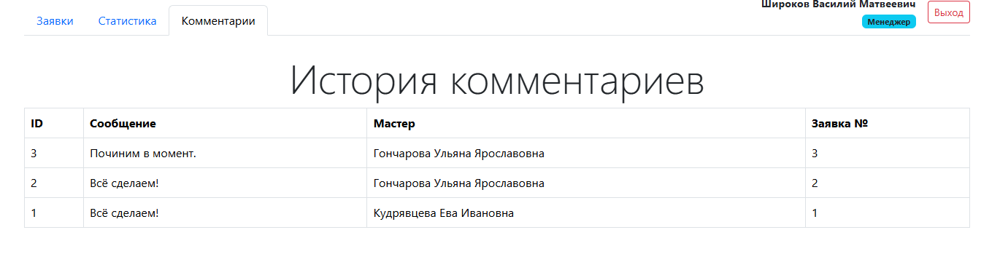 Заявки Статистика Комментарии
Широков Василий Матвеевич
Менеджер
Выход
История комментариев
ID Сообщение Мастер Заявка №
3 Починим в момент. Гончарова Ульяна Ярославовна 3
2 Всё сделаем! Гончарова Ульяна Ярославовна 2
1 Всё сделаем! Кудрявцева Ева Ивановна 1